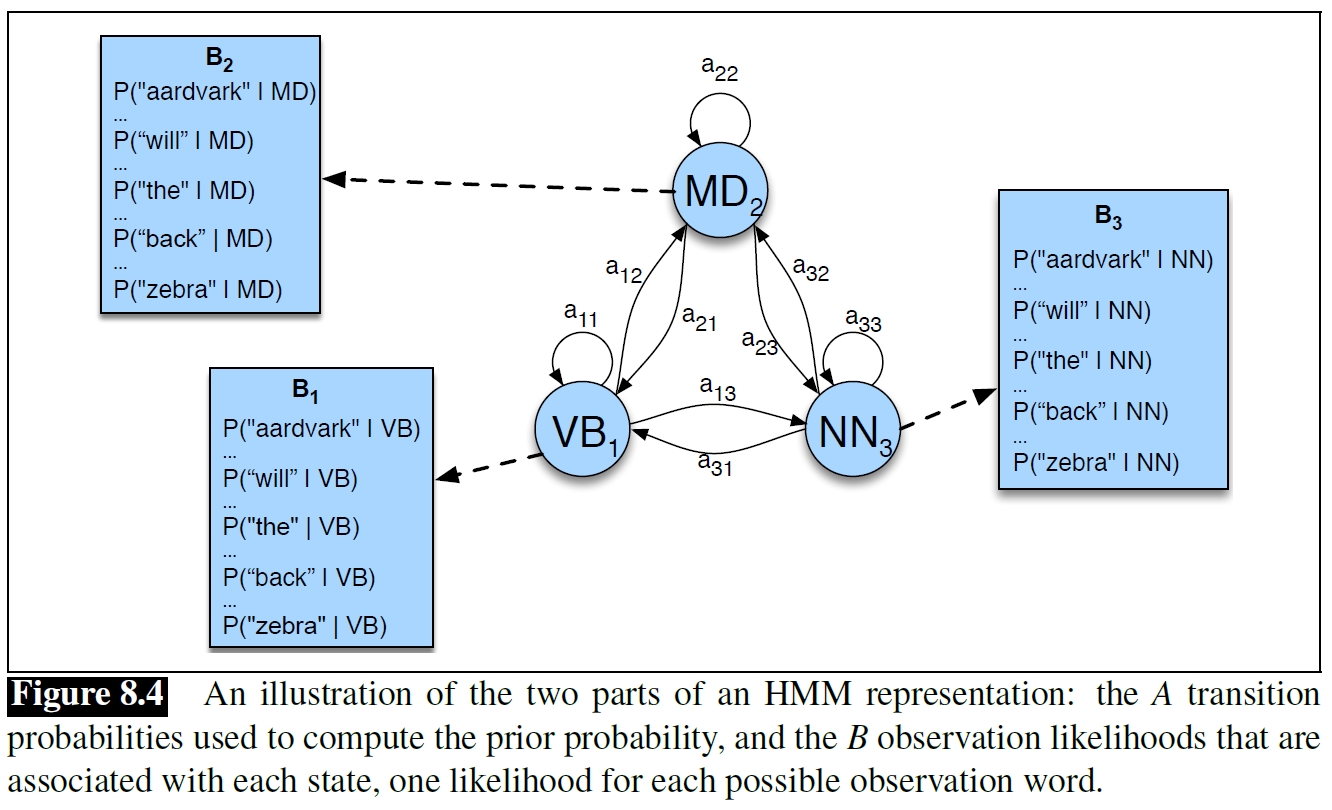 B2
P("aardvark" | MD)
...
P(“will” | MD)
...
P("the" | MD)
...
P(“back” | MD)
...
P("zebra" | MD)
a22
MD2
B3
P("aardvark" | NN)
...
P(“will” | NN)
...
P("the" | NN)
...
P(“back” | NN)
...
P("zebra" | NN)
a12
a32
a11
a21
a23
a33
B1
P("aardvark" | VB)
...
P(“will” | VB)
...
P("the" | VB)
...
P(“back” | VB)
...
P("zebra" | VB)
a13
VB1
NN3
a31
Figure 8.4 An illustration of the two parts of an HMM representation: the A transition
probabilities used to compute the prior probability, and the B observation likelihoods that are
associated with each state, one likelihood for each possible observation word.